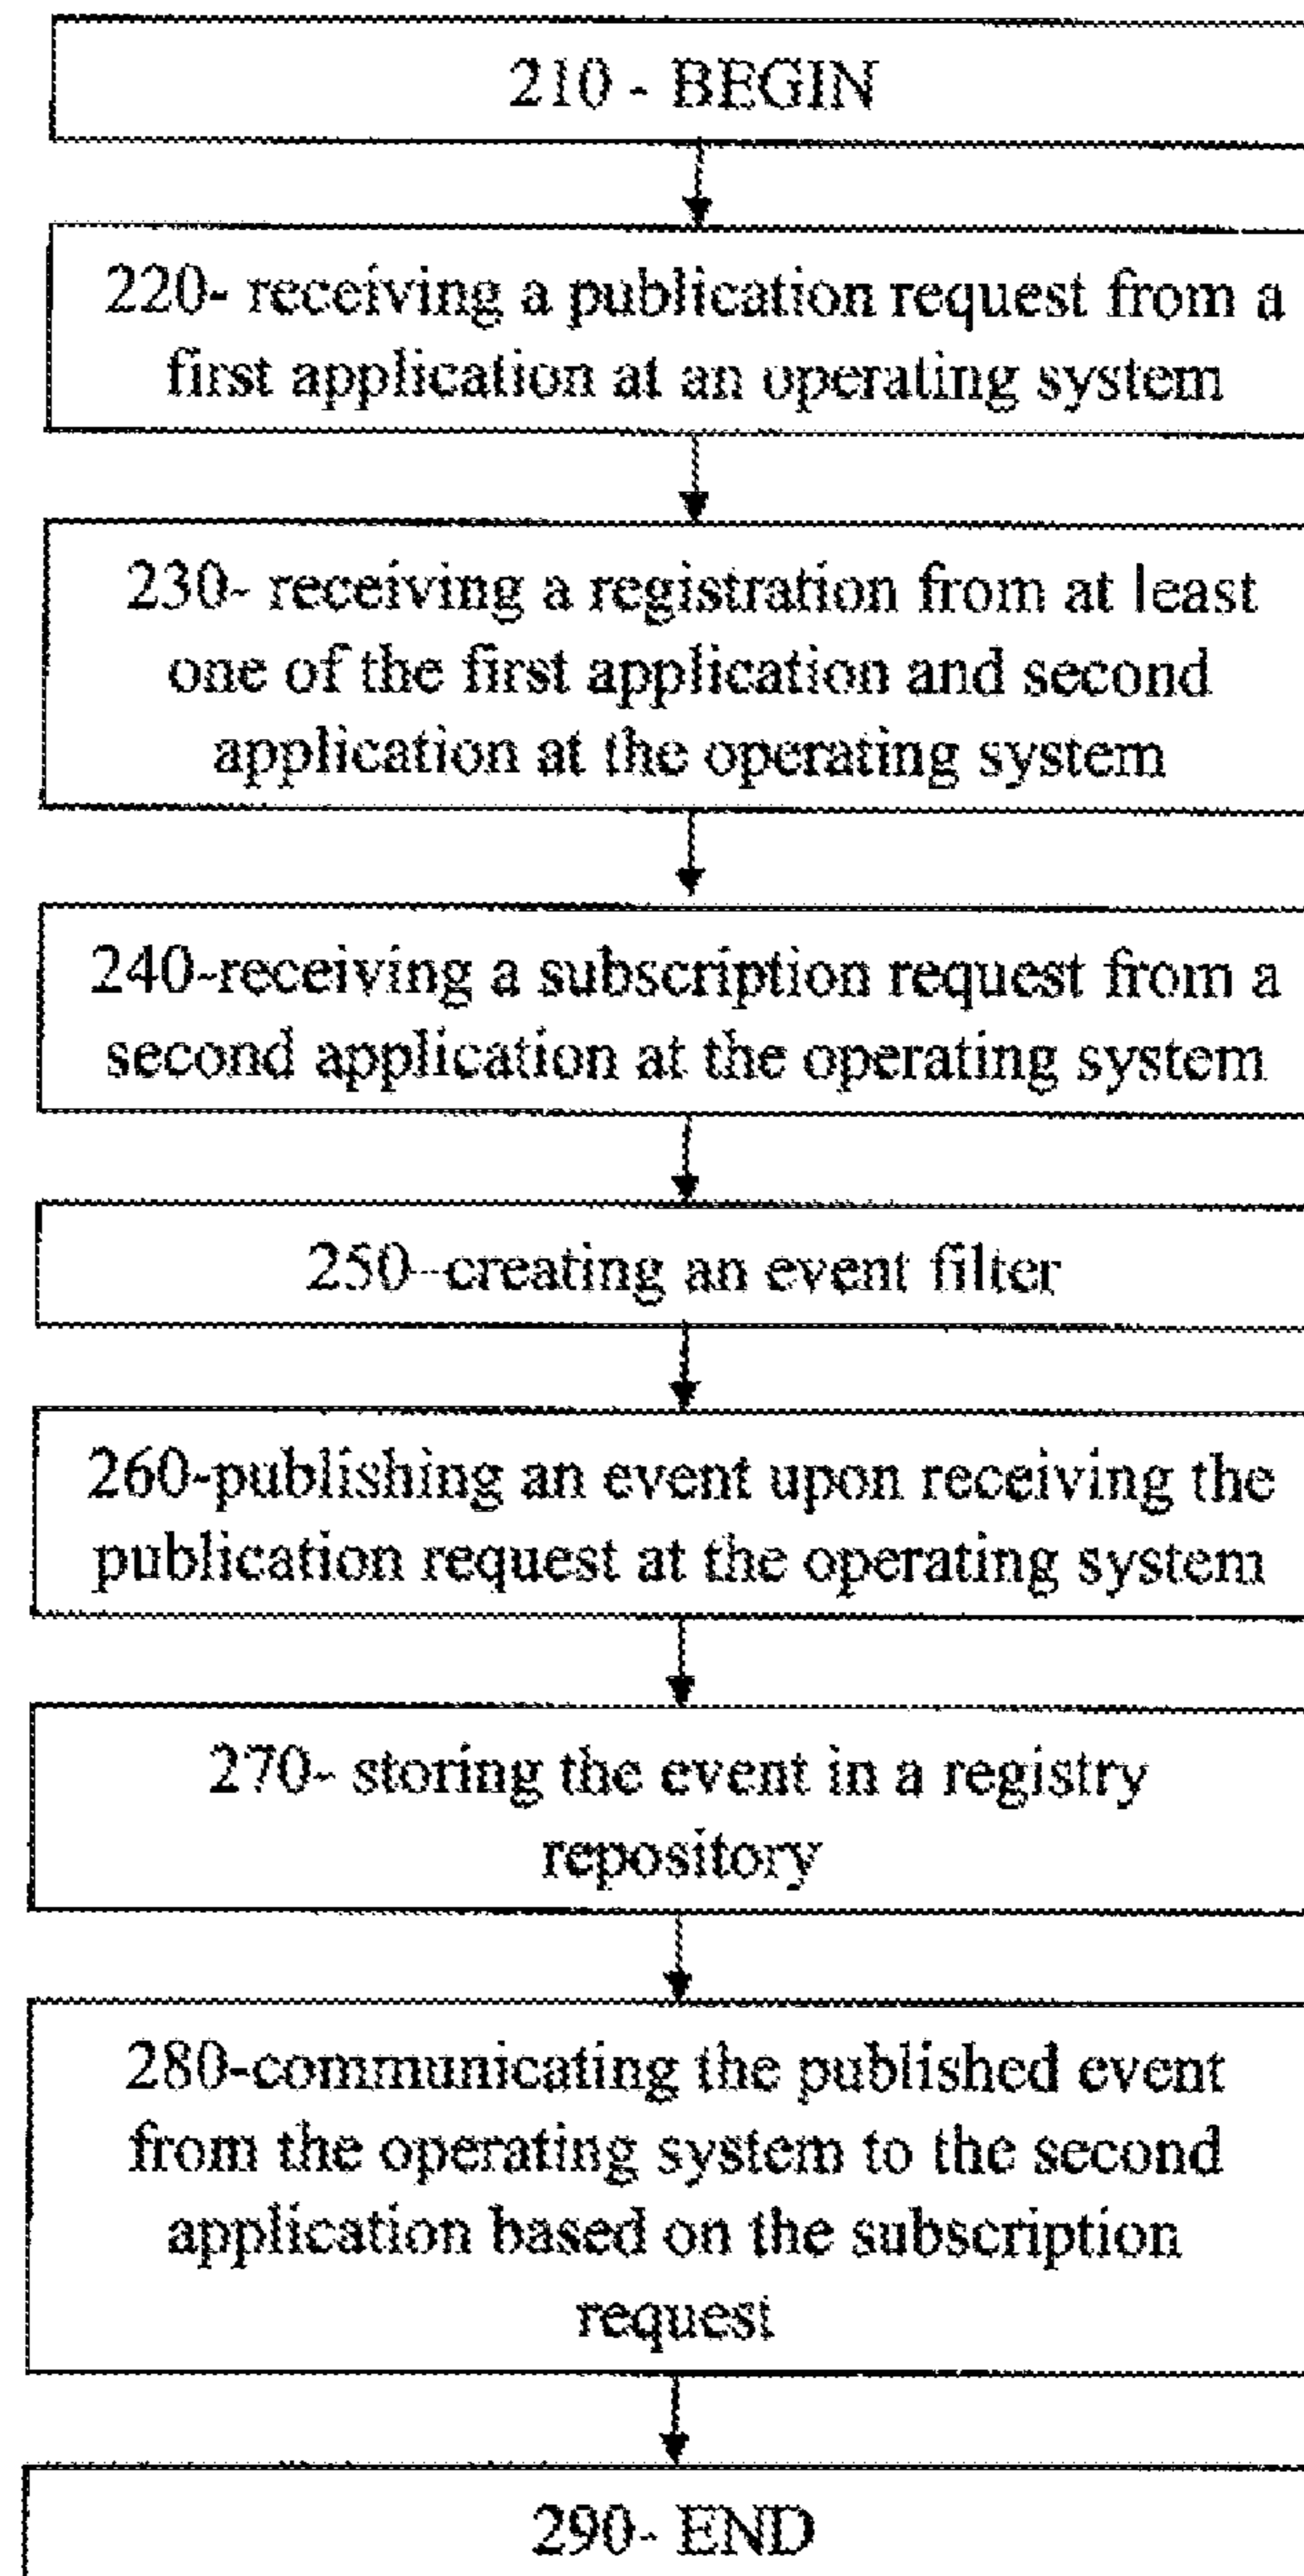 210 - BEGIN
220- receiving a publication request from a
first application at an operating system
230- receiving a registration from at least
one of the first application and second
application at the operating system
240-receiving a subscription request from a
second application at the operating system
250--creating an event filter
260-publishing an event upon receiving the
publication request at the operating system
270- storing the event in a registry
repository
280-communicating the published event
from the operating system to the second
application based on the subscription
request
290- END